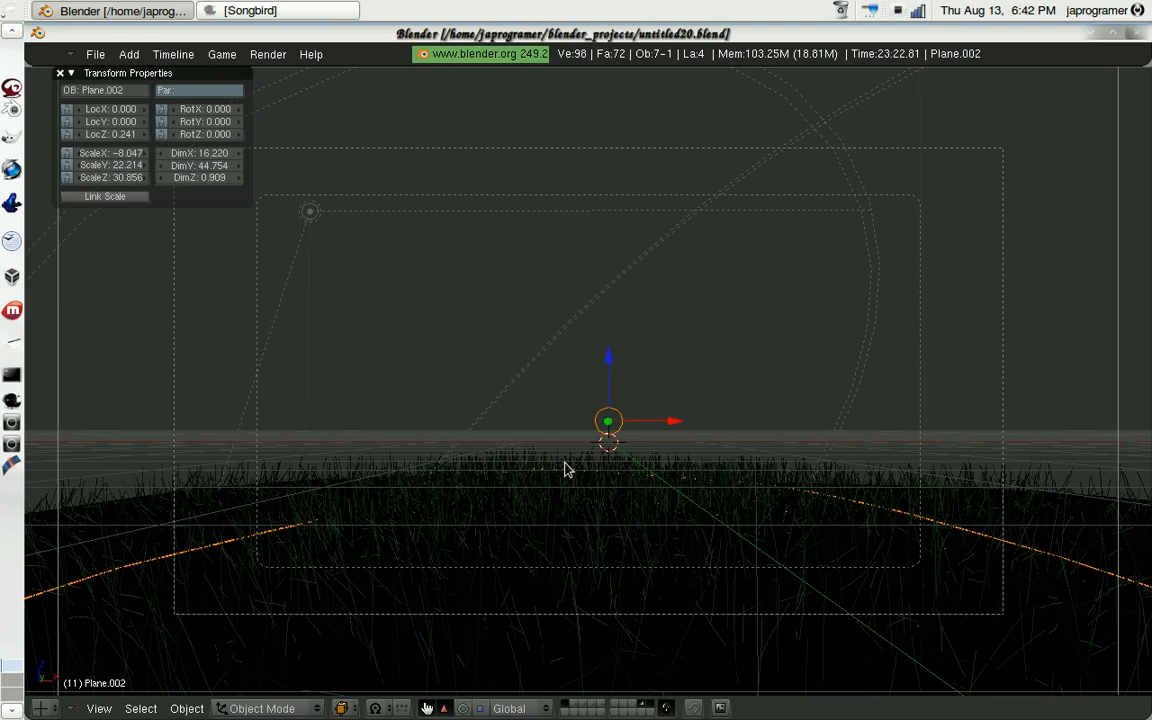 Blender [/home/japrog...
[Songbird]
Thu Aug 13, 6:42 PM
japrogramer
Blender [/home/japrogramer/blender_projects/untitled20.blend]
File Add Timeline Game Render Help
www.blender.org 249.2
Ve:98 | Fa:72 | Ob:7-1 | La:4 | Mem:103.25M (18.81M) | Time:23:22.81 | Plane.002
Transform Properties
OB: Plane.002 Par:
LocX: 0.000 RotX: 0.000
LocY: 0.000 RotY: 0.000
LocZ: 0.241 RotZ: 0.000
ScaleX: -8.047 DimX: 16.220
ScaleY: 22.214 DimY: 44.754
ScaleZ: 30.856 DimZ: 0.909
Link Scale
(11) Plane.002
View Select Object Object Mode Global